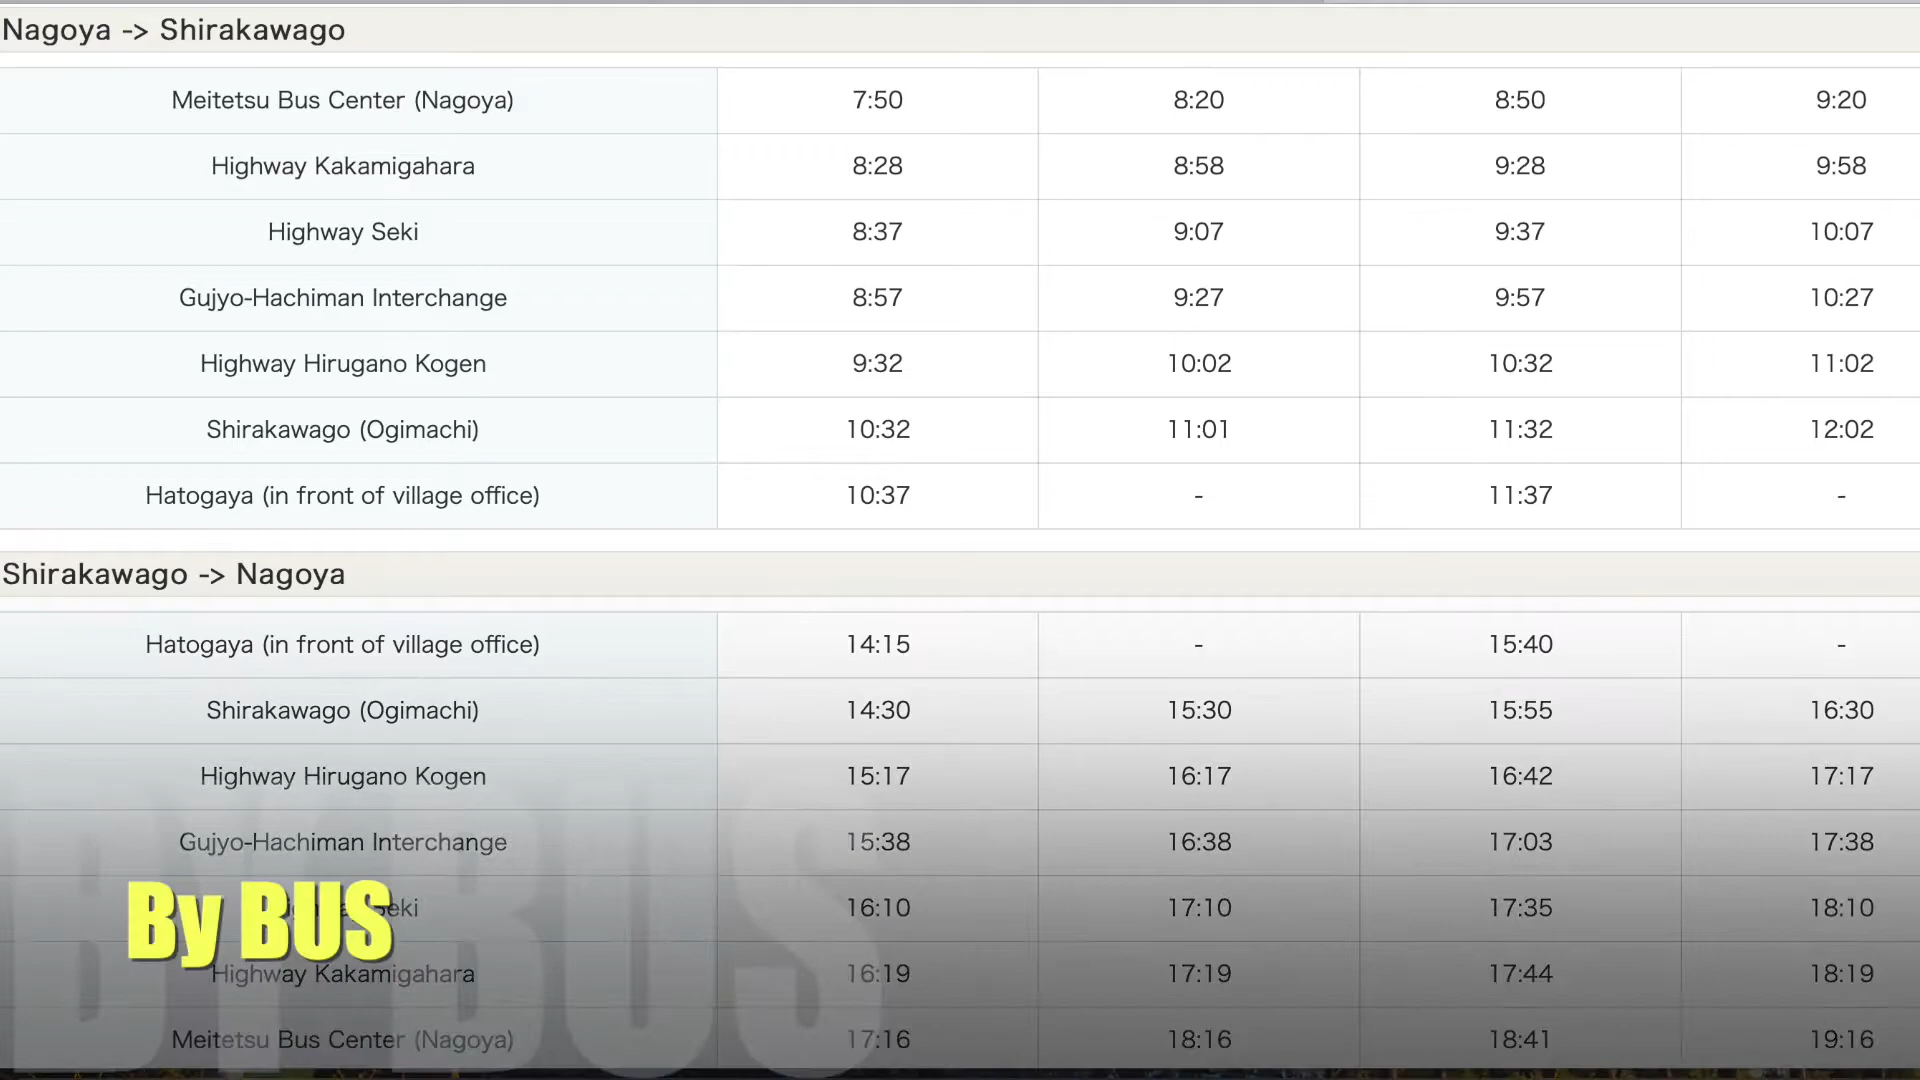 Nagoya -> Shirakawago
Meitetsu Bus Center (Nagoya) 7:50 8:20 8:50 9:20
Highway Kakamigahara 8:28 8:58 9:28 9:58
Highway Seki 8:37 9:07 9:37 10:07
Gujyo-Hachiman Interchange 8:57 9:27 9:57 10:27
Highway Hirugano Kogen 9:32 10:02 10:32 11:02
Shirakawago (Ogimachi) 10:32 11:01 11:32 12:02
Hatogaya (in front of village office) 10:37 - 11:37 -
Shirakawago -> Nagoya
Hatogaya (in front of village office) 14:15 - 15:40 -
Shirakawago (Ogimachi) 14:30 15:30 15:55 16:30
Highway Hirugano Kogen 15:17 16:17 16:42 17:17
Gujyo-Hachiman Interchange 15:38 16:38 17:03 17:38
Highway Seki 16:10 17:10 17:35 18:10
Highway Kakamigahara 16:19 17:19 17:44 18:19
Meitetsu Bus Center (Nagoya) 17:16 18:16 18:41 19:16
By BUS
BY BUS